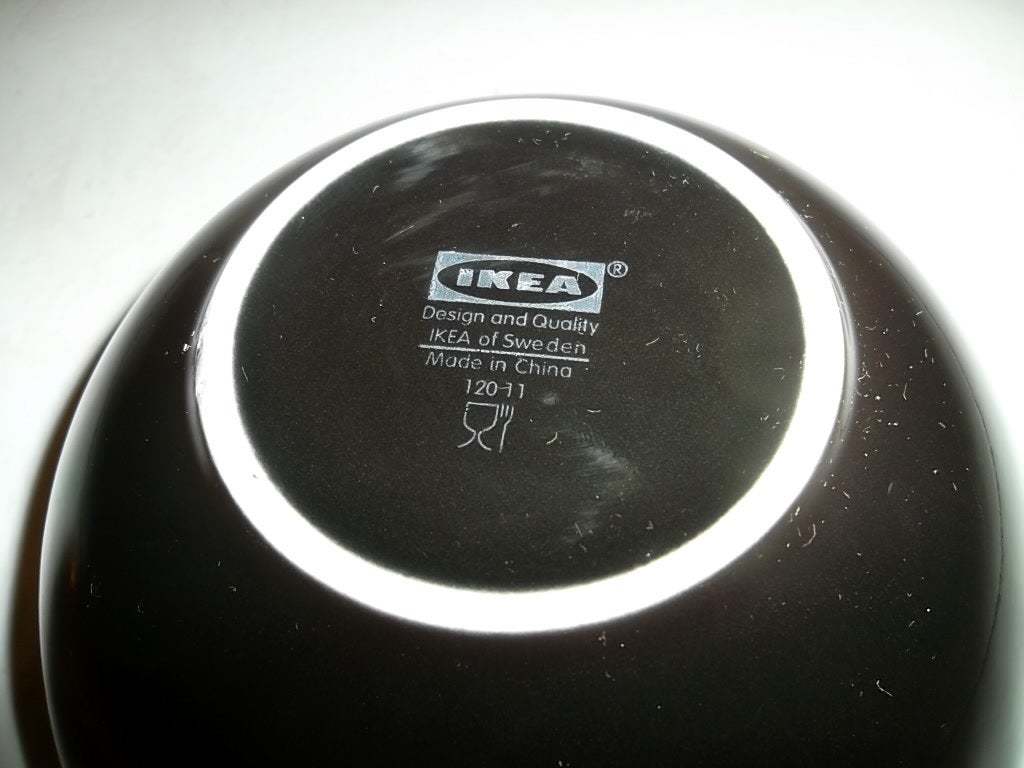 IKEA®
Design and Quality
IKEA of Sweden
Made in China
120-11